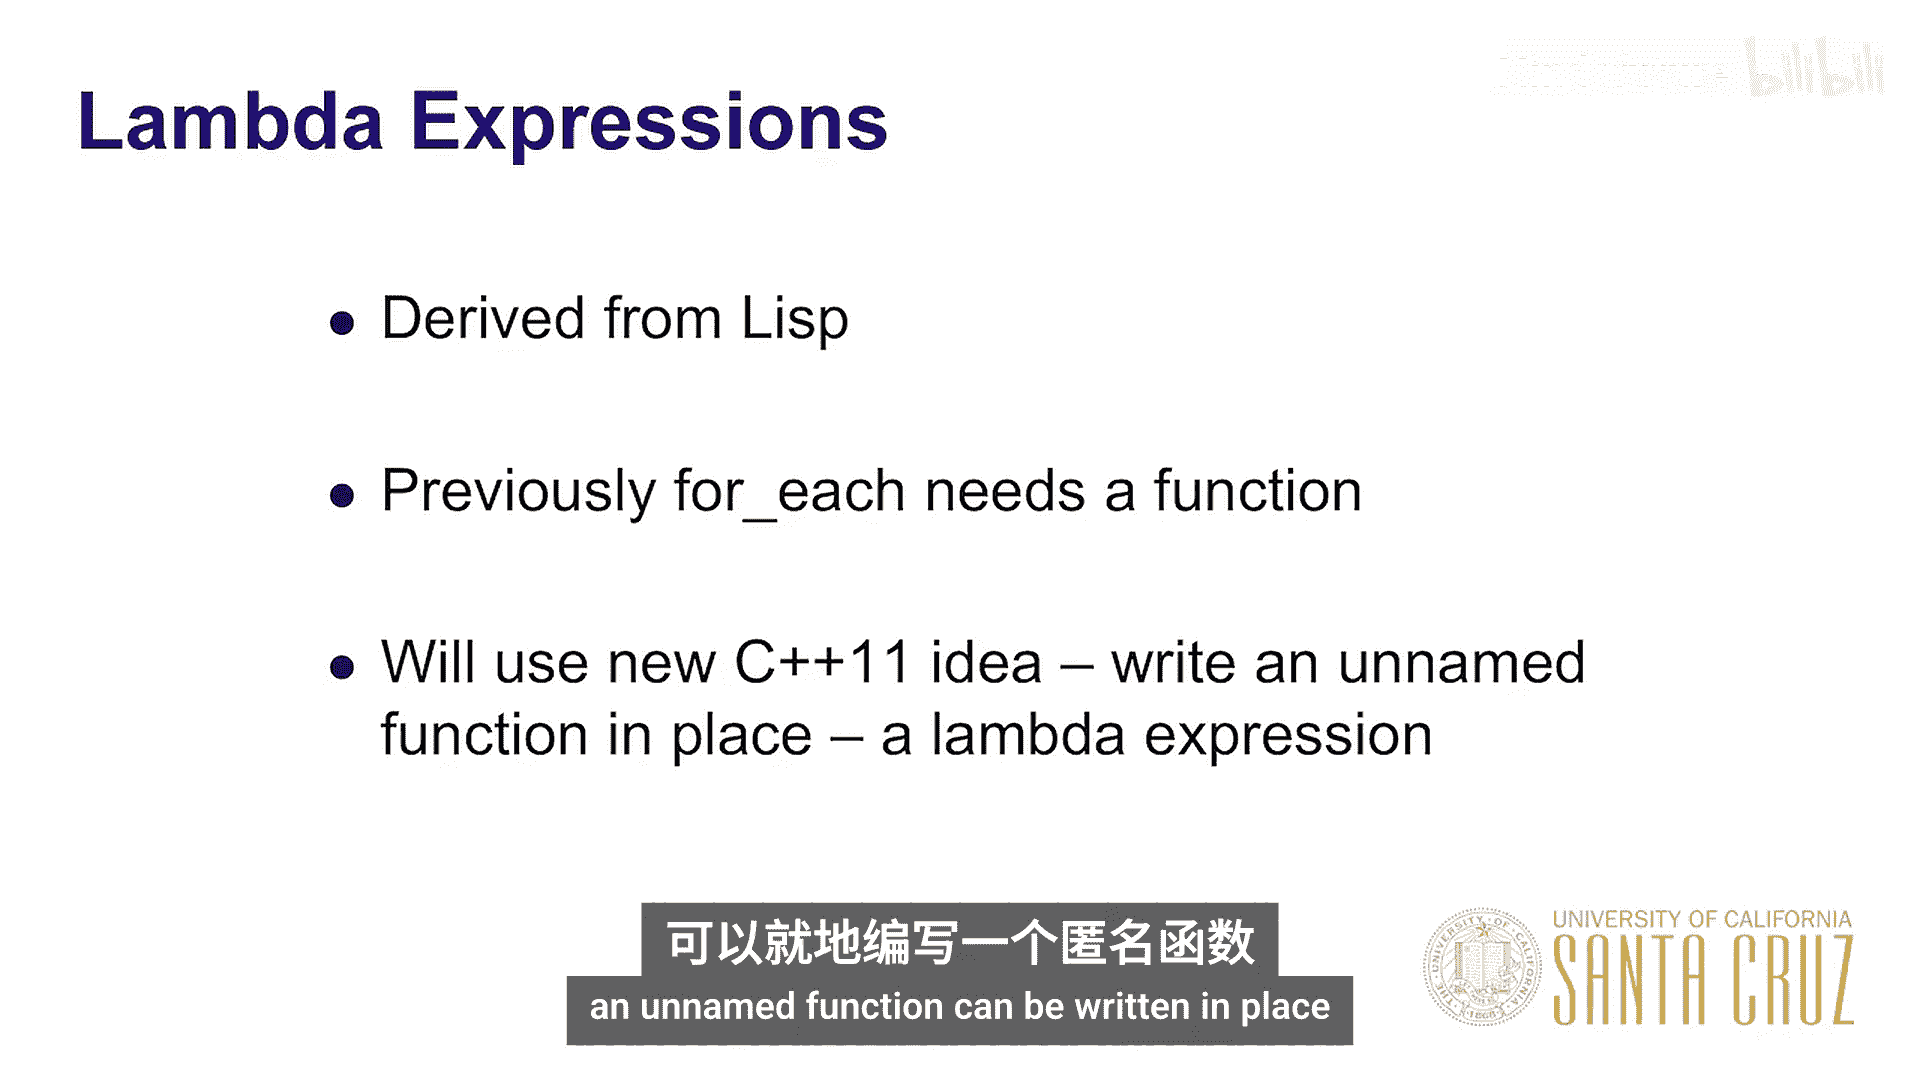 bilibili
Lambda Expressions
● Derived from Lisp
● Previously for_each needs a function
● Will use new C++11 idea – write an unnamed
function in place – a lambda expression
可以就地编写一个匿名函数
an unnamed function can be written in place
UNIVERSITY OF CALIFORNIA
SANTA CRUZ